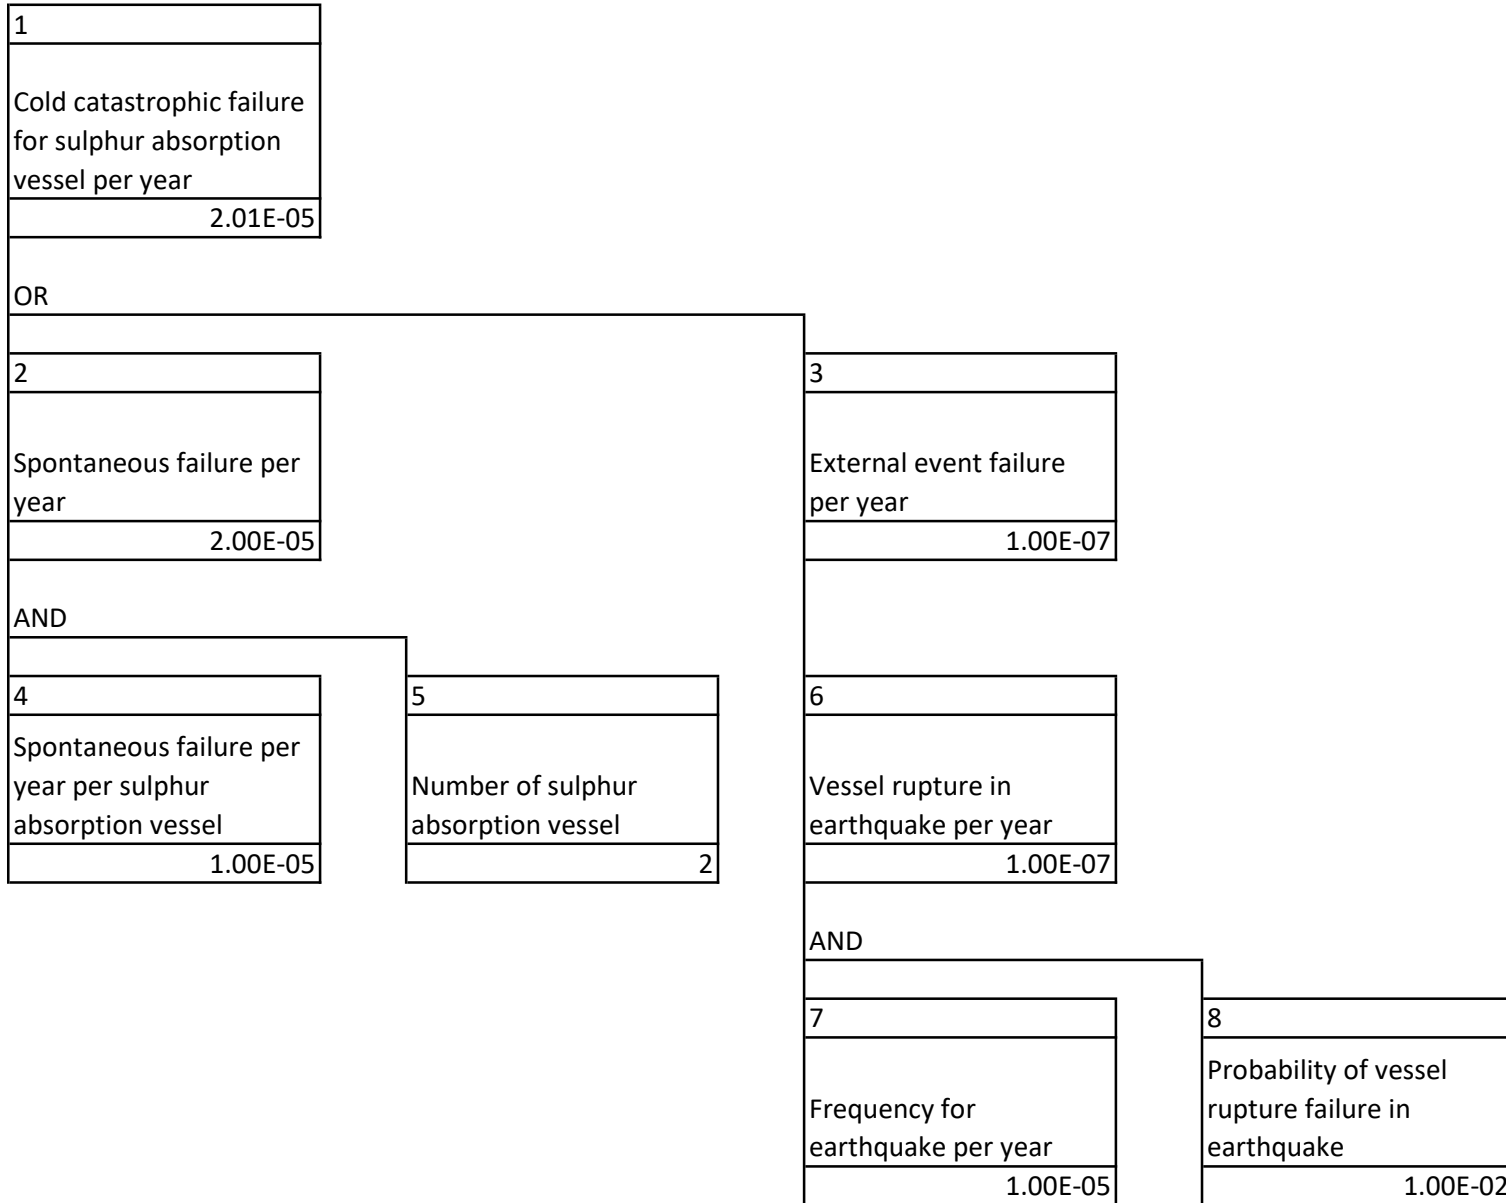 1
Cold catastrophic failure
for sulphur absorption
vessel per year
2.01E-05
OR
2
Spontaneous failure per
year
2.00E-05
3
External event failure
per year
1.00E-07
AND
4
Spontaneous failure per
year per sulphur
absorption vessel
1.00E-05
5
Number of sulphur
absorption vessel
2
6
Vessel rupture in
earthquake per year
1.00E-07
AND
7
Frequency for
earthquake per year
1.00E-05
8
Probability of vessel
rupture failure in
earthquake
1.00E-02